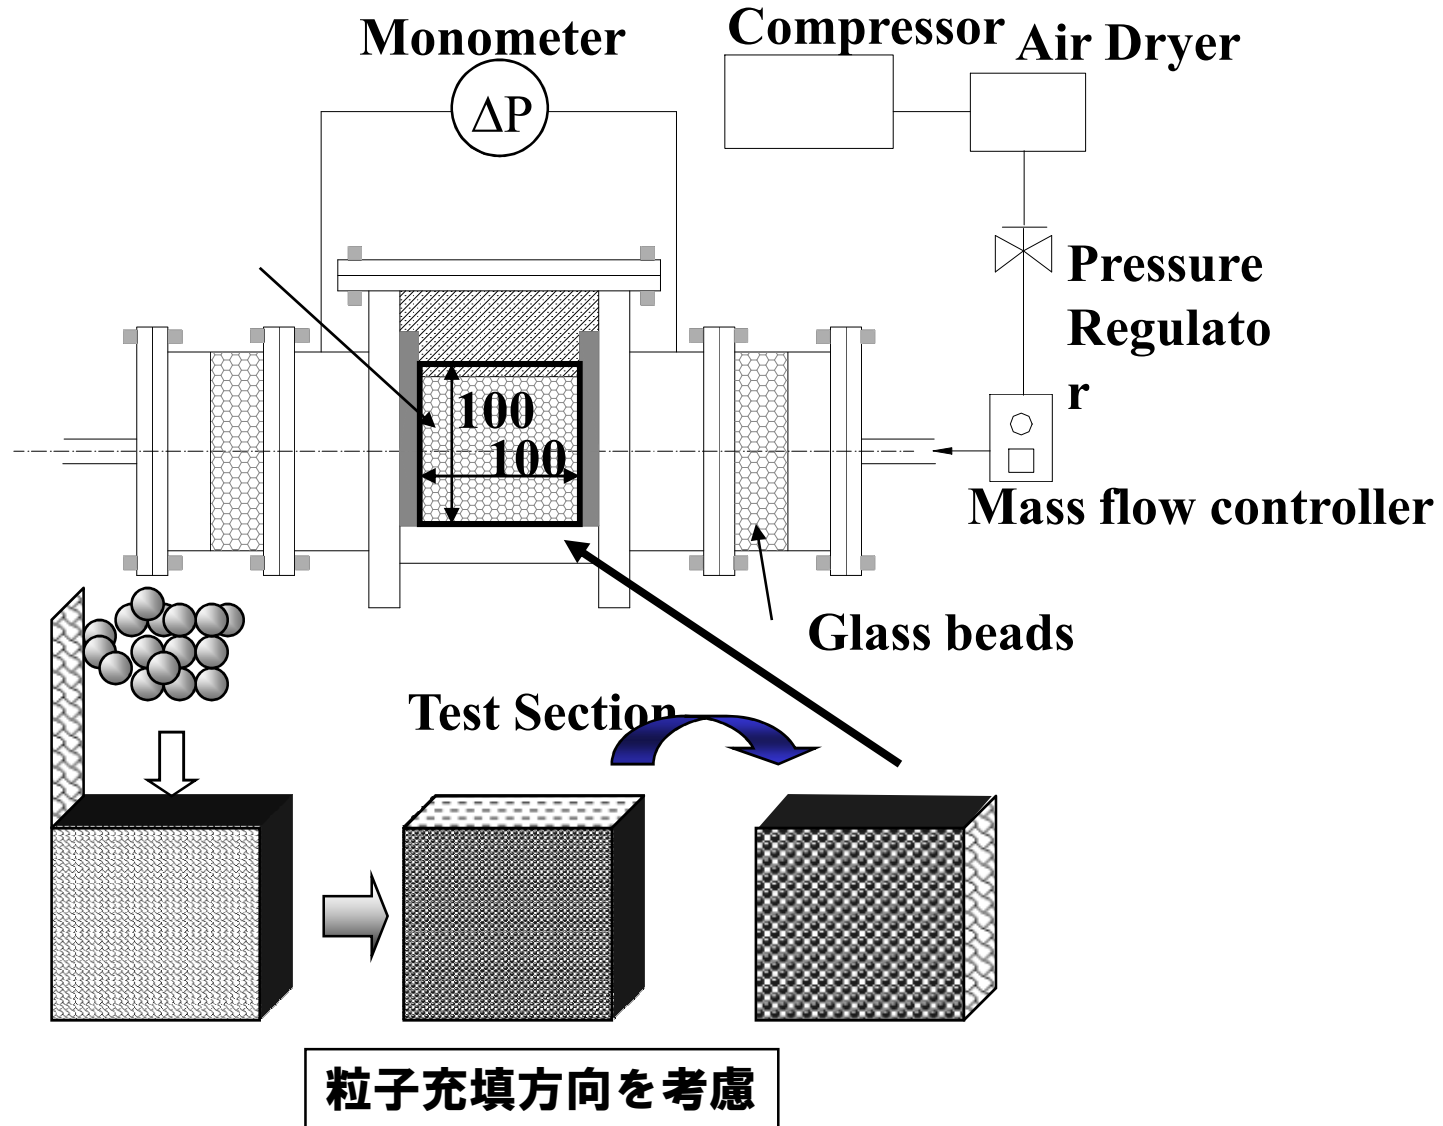 Monometer
Compressor
Air Dryer
ΔP
Pressure
Regulato
r
100
100
Mass flow controller
Glass beads
Test Section
粒子充填方向を考慮